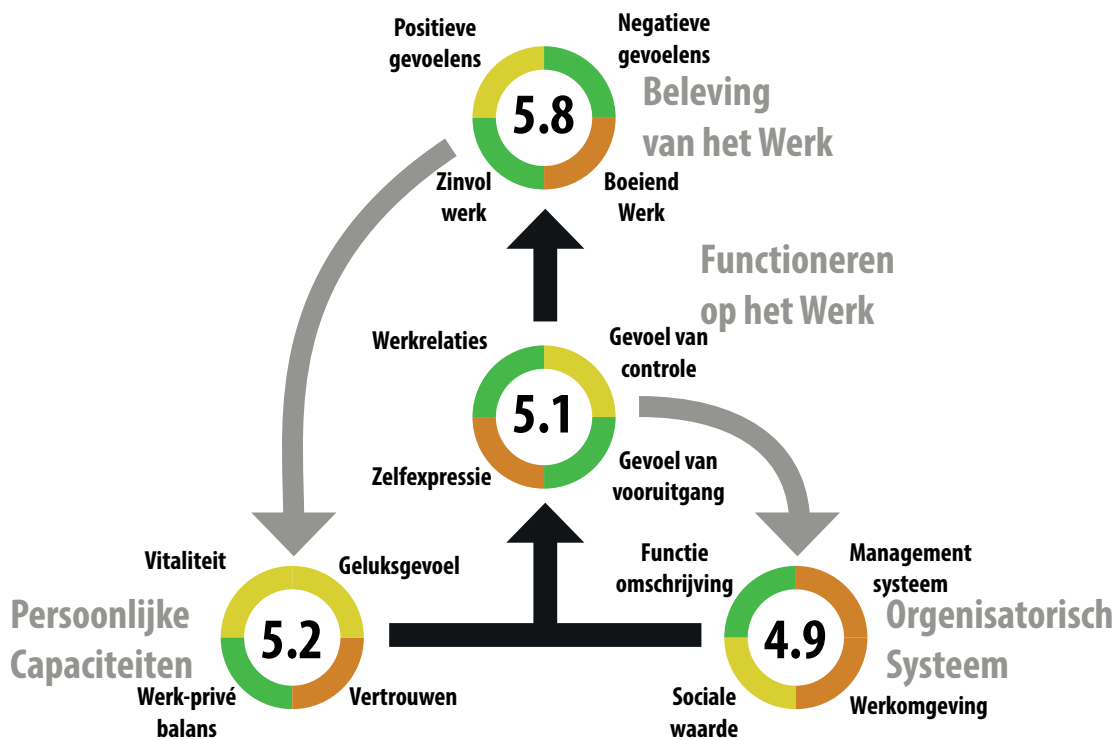 Positieve
gevoelens
Negatieve
gevoelens
5.8
Beleving
van het Werk
Zinvol
werk
Boeiend
Werk
Functioneren
op het Werk
Werkrelaties
Gevoel van
controle
5.1
Zelfexpressie
Gevoel van
vooruitgang
Vitaliteit
Geluksgevoel
Persoonlijke
Capaciteiten
5.2
Werk-privé
balans
Vertrouwen
Functie
omschrijving
Management
systeem
4.9
Orgenisatorisch
Systeem
Sociale
waarde
Werkomgeving